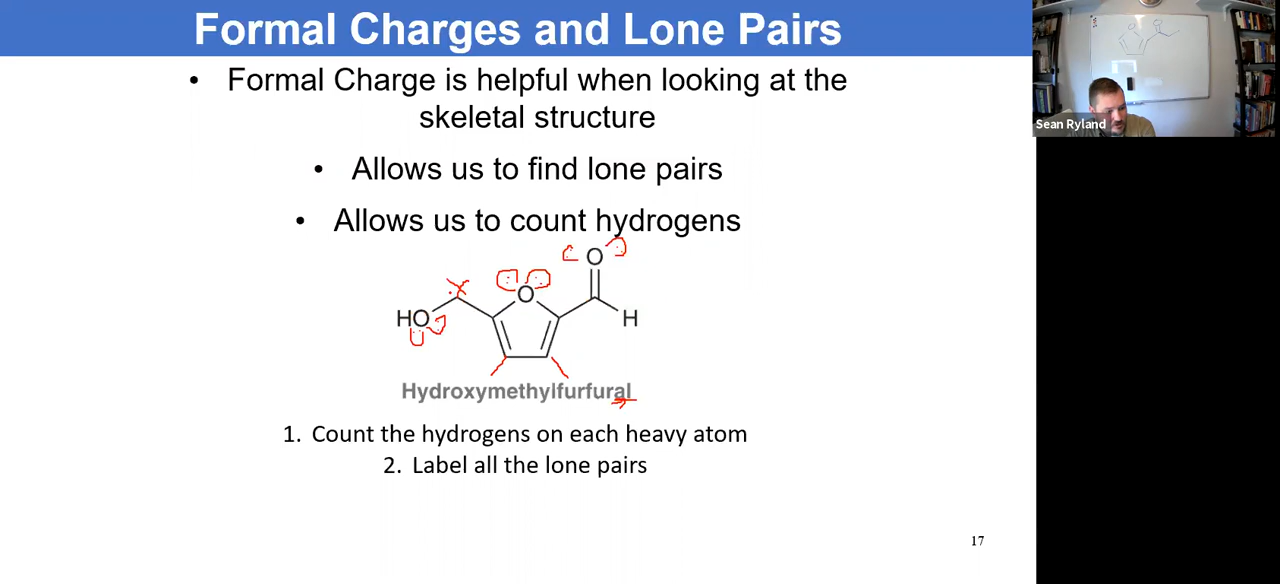 Formal Charges and Lone Pairs
• Formal Charge is helpful when looking at the
skeletal structure
• Allows us to find lone pairs
• Allows us to count hydrogens
O
O
HO
H
Hydroxymethylfurfural
1. Count the hydrogens on each heavy atom
2. Label all the lone pairs
17
Sean Ryland